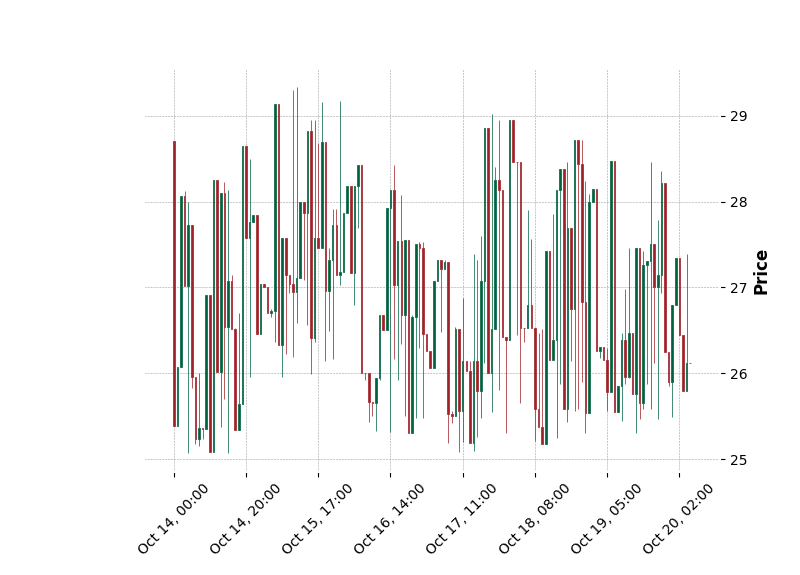 29
28
27
26
25
Price
Oct 14, 00:00
Oct 14, 20:00
Oct 15, 17:00
Oct 16, 14:00
Oct 17, 11:00
Oct 18, 08:00
Oct 19, 05:00
Oct 20, 02:00